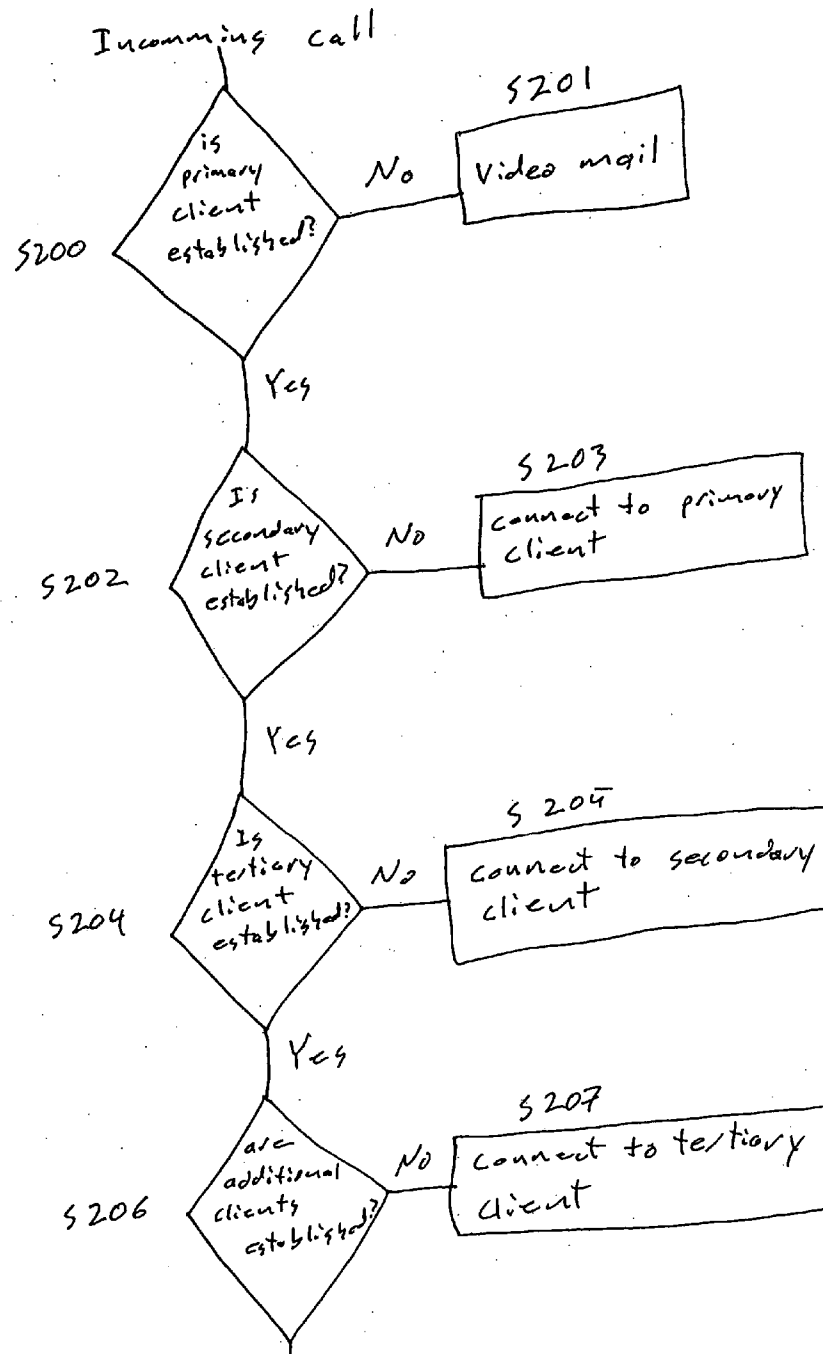 Incomming call
S201
is
primary
client
established?
No
Video mail
S200
Yes
S203
Is
secondary
client
established?
No
connect to primary
client
S202
Yes
S205
Is
tertiary
client
established?
No
connect to secondary
client
S204
Yes
S207
are
additional
clients
established?
No
connect to tertiary
client
S206